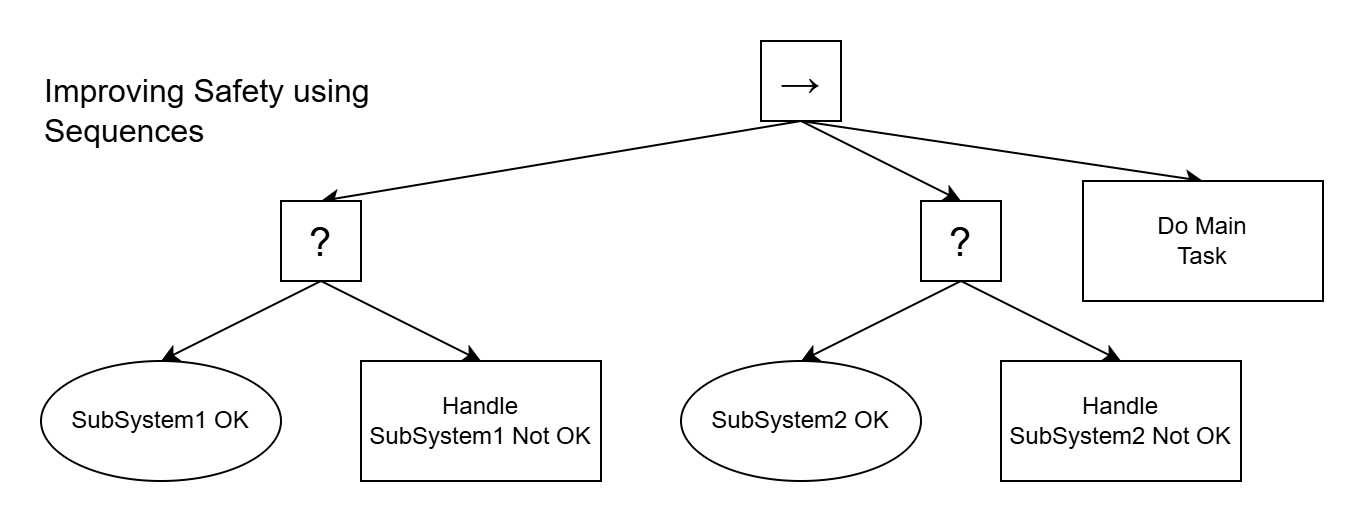 Improving Safety using
Sequences
→
?
?
Do Main
Task
SubSystem1 OK
Handle
SubSystem1 Not OK
SubSystem2 OK
Handle
SubSystem2 Not OK